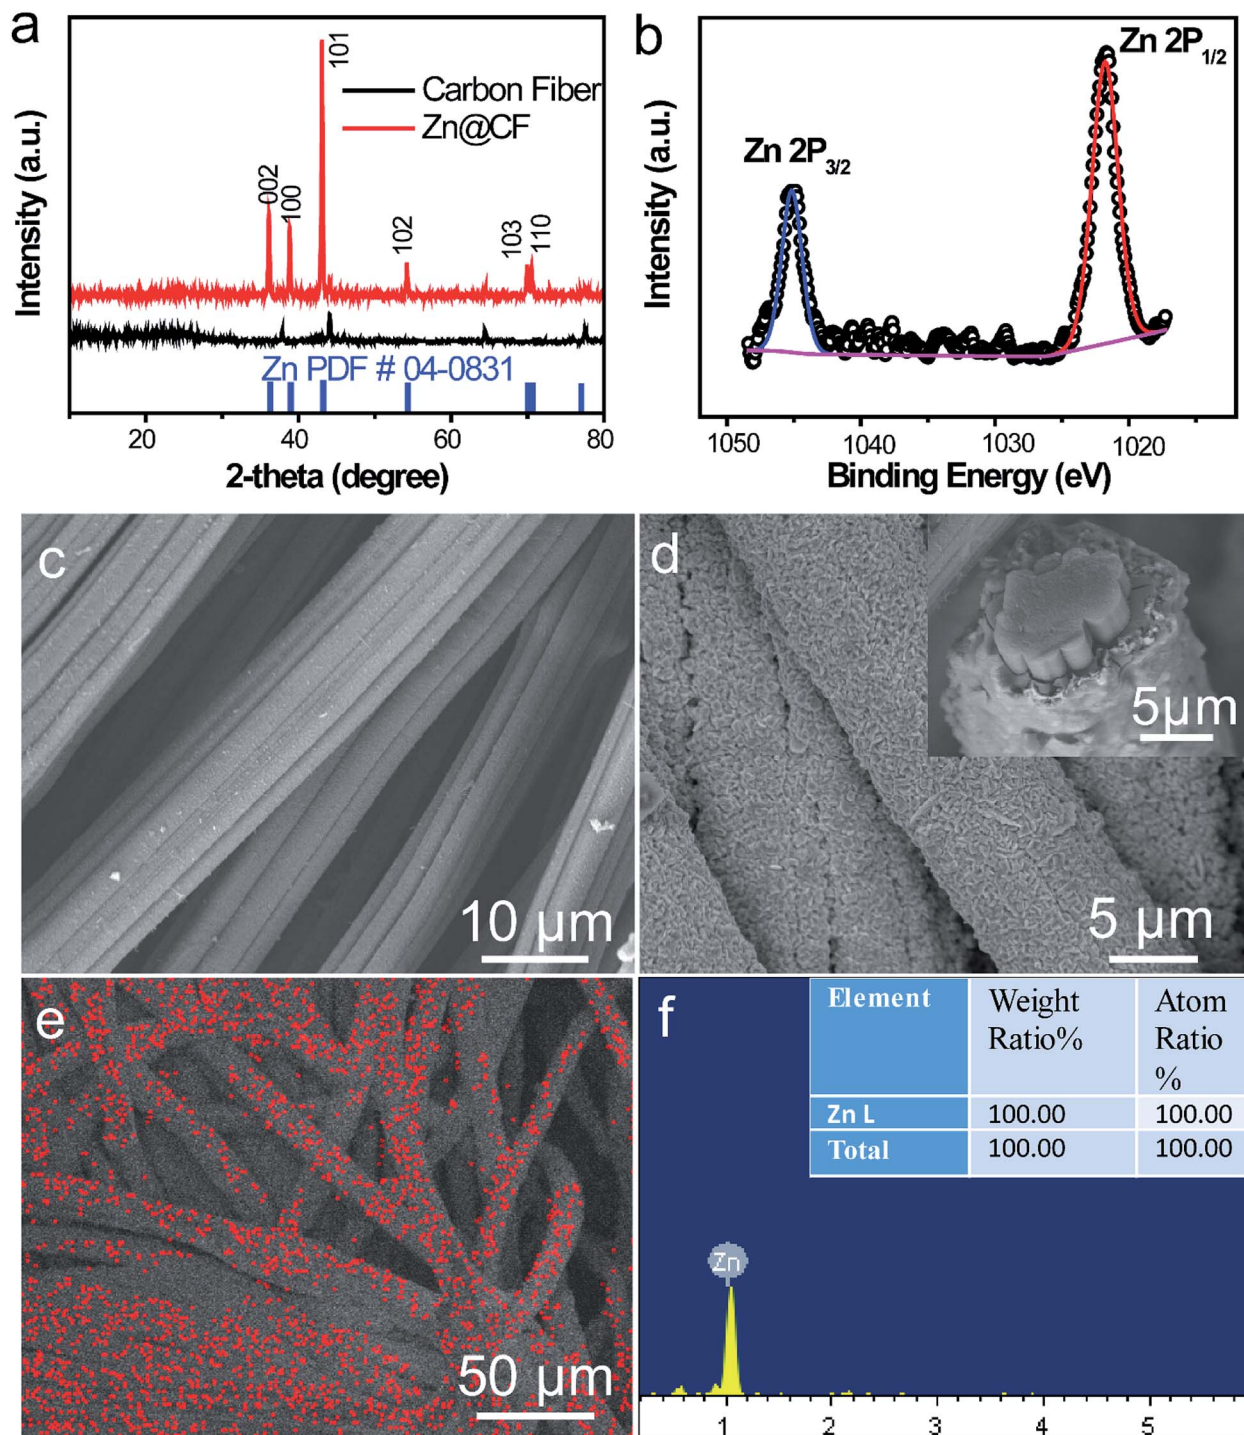 a
101
Carbon Fiber
Zn@CF
002
100
102
103
110
Zn PDF # 04-0831
Intensity (a.u.)
20
40
60
80
2-theta (degree)
b
Zn 2P1/2
Zn 2P3/2
Intensity (a.u.)
1050
1040
1030
1020
Binding Energy (eV)
c
10 μm
d
5μm
5 μm
e
50 μm
f
Element Weight Ratio% Atom Ratio %
Zn L 100.00 100.00
Total 100.00 100.00
Zn
1
2
3
4
5